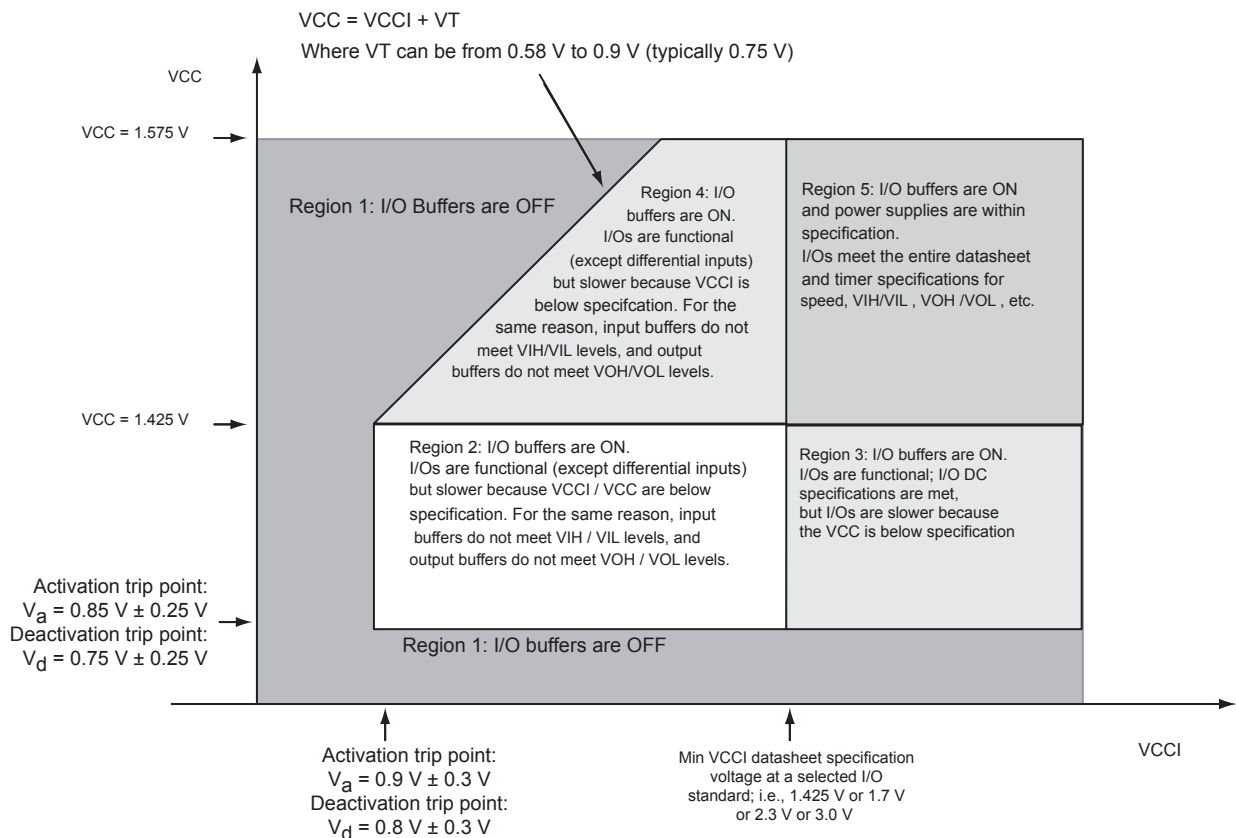 VCC = VCCI + VT
Where VT can be from 0.58 V to 0.9 V (typically 0.75 V)
VCC
VCC = 1.575 V
Region 1: I/O Buffers are OFF
Region 4: I/O
buffers are ON.
I/Os are functional
(except differential inputs)
but slower because VCCI is
below specifcation. For the
same reason, input buffers do not
meet VIH/VIL levels, and output
buffers do not meet VOH/VOL levels.
Region 5: I/O buffers are ON
and power supplies are within
specification.
I/Os meet the entire datasheet
and timer specifications for
speed, VIH/VIL , VOH /VOL , etc.
VCC = 1.425 V
Region 2: I/O buffers are ON.
I/Os are functional (except differential inputs)
but slower because VCCI / VCC are below
specification. For the same reason, input
buffers do not meet VIH / VIL levels, and
output buffers do not meet VOH / VOL levels.
Region 3: I/O buffers are ON.
I/Os are functional; I/O DC
specifications are met,
but I/Os are slower because
the VCC is below specification
Activation trip point:
Va = 0.85 V ± 0.25 V
Deactivation trip point:
Vd = 0.75 V ± 0.25 V
Region 1: I/O buffers are OFF
VCCI
Activation trip point:
Va = 0.9 V ± 0.3 V
Deactivation trip point:
Vd = 0.8 V ± 0.3 V
Min VCCI datasheet specification
voltage at a selected I/O
standard; i.e., 1.425 V or 1.7 V
or 2.3 V or 3.0 V